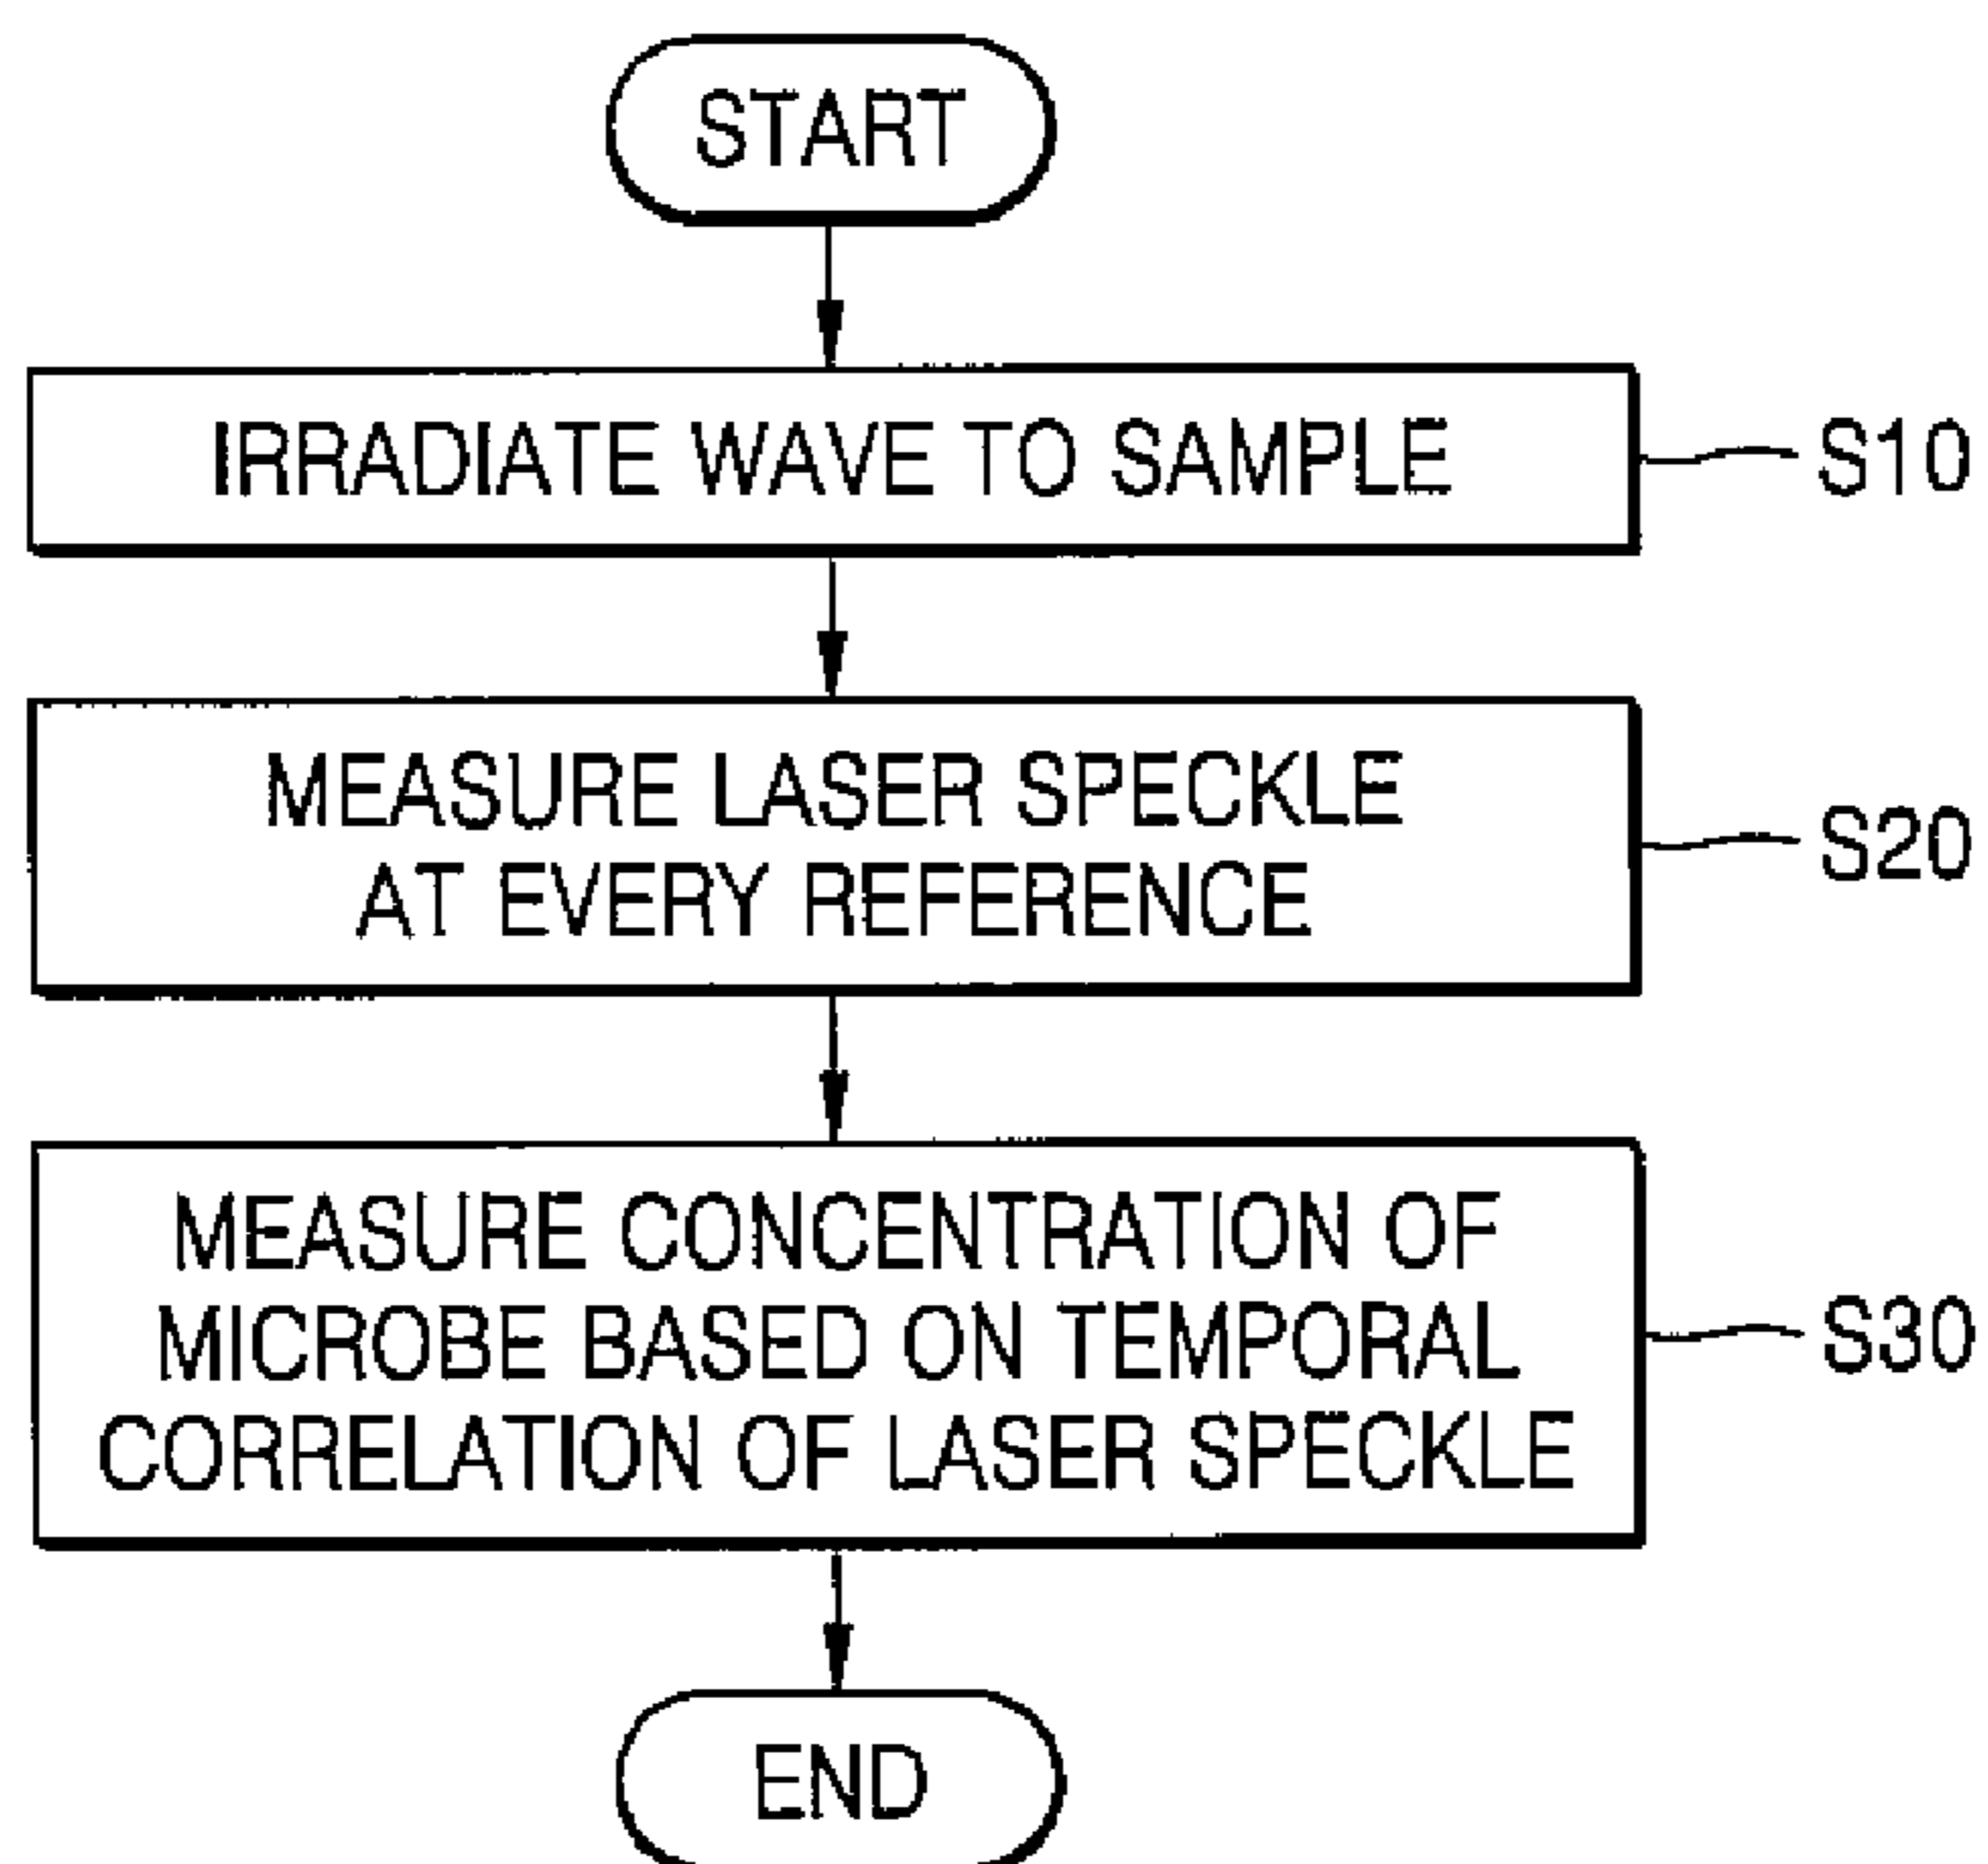 START
IRRADIATE WAVE TO SAMPLE
S10
MEASURE LASER SPECKLE
AT EVERY REFERENCE
S20
MEASURE CONCENTRATION OF
MICROBE BASED ON TEMPORAL
CORRELATION OF LASER SPECKLE
S30
END